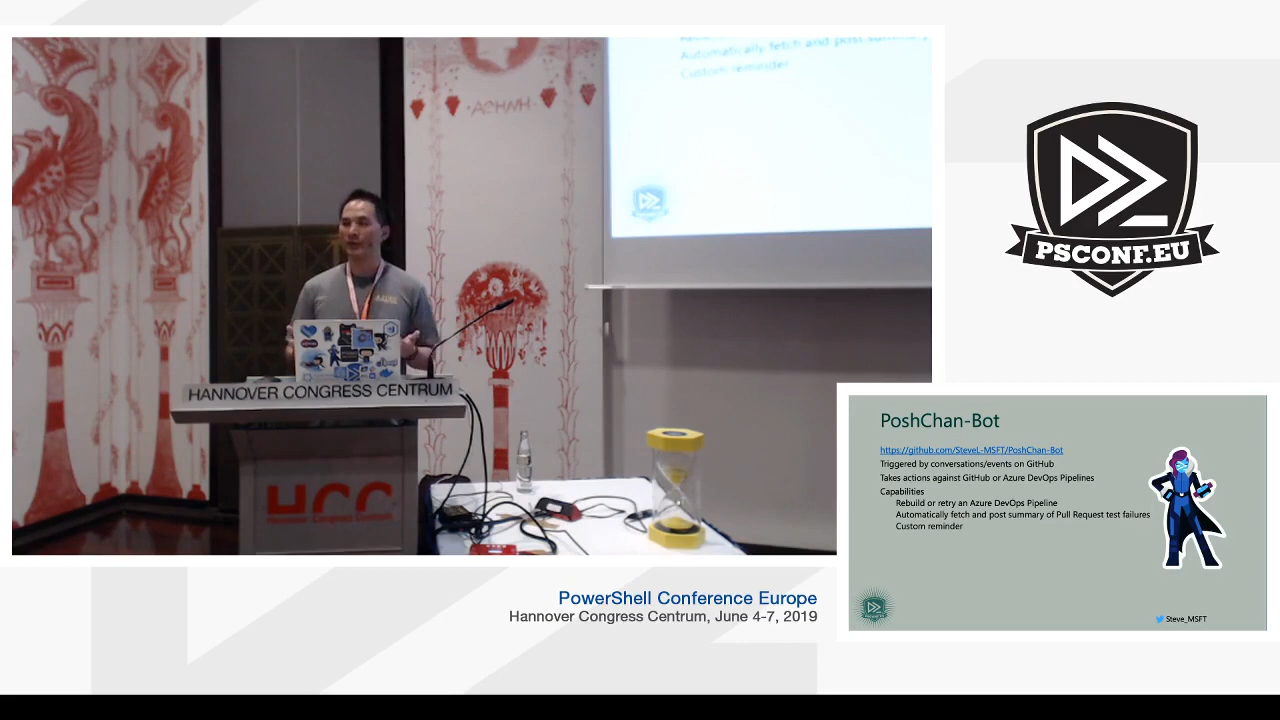 Automatically fetch and post summary
Custom reminder
HANNOVER CONGRESS CENTRUM
HCC
Hannover Congress Centrum
PSCONF.EU
PoshChan-Bot
https://github.com/SteveL-MSFT/PoshChan-Bot
Triggered by conversations/events on GitHub
Takes actions against GitHub or Azure DevOps Pipelines
Capabilities
Rebuild or retry an Azure DevOps Pipeline
Automatically fetch and post summary of Pull Request test failures
Custom reminder
Steve_MSFT
PowerShell Conference Europe
Hannover Congress Centrum, June 4-7, 2019